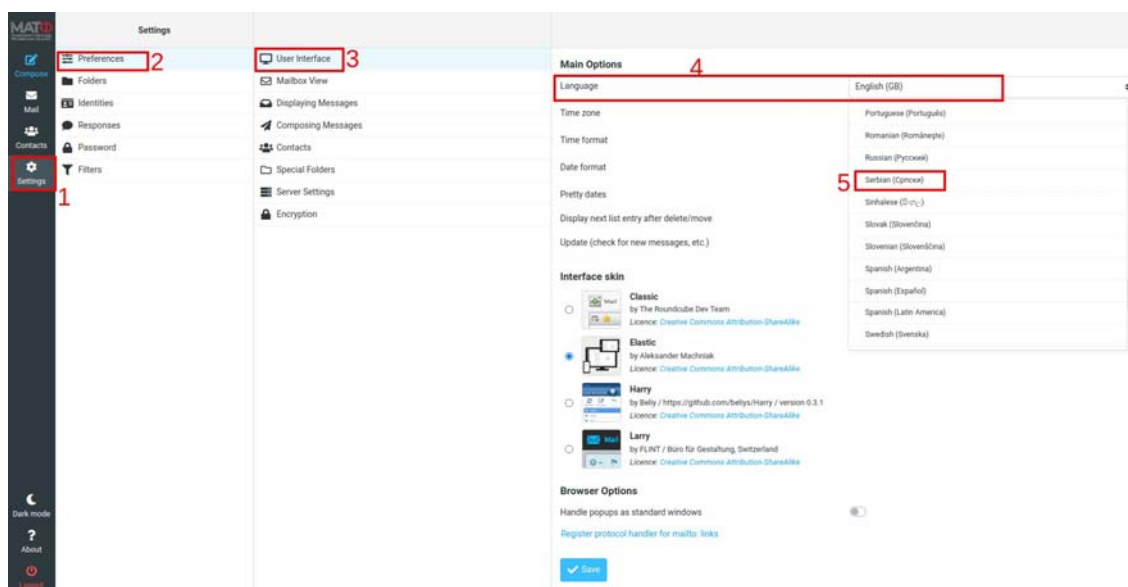 MAT
Settings
Compose
Mail
Contacts
Settings
1
Preferences
2
Folders
Identities
Responses
Password
Filters
User Interface
3
Mailbox View
Displaying Messages
Composing Messages
Contacts
Special Folders
Server Settings
Encryption
Main Options
4
Language English (GB)
Time zone
Time format
Date format
Pretty dates
Display next list entry after delete/move
Update (check for new messages, etc.)
Portuguese (Português)
Romanian (Româneşte)
Russian (Русский)
5
Serbian (Српски)
Sinhalese
Slovak (Slovenčina)
Slovenian (Slovenščina)
Spanish (Argentina)
Spanish (Español)
Spanish (Latin America)
Swedish (Svenska)
Interface skin
Mail
Classic
by The Roundcube Dev Team
Licence: Creative Commons Attribution-ShareAlike
Elastic
by Aleksander Machniak
Licence: Creative Commons Attribution-ShareAlike
Harry
by Beliy / https://github.com/beliys/Harry / version 0.3.1
Licence: Creative Commons Attribution-ShareAlike
Mail
Larry
by FLINT / Büro für Gestaltung, Switzerland
Licence: Creative Commons Attribution-ShareAlike
Browser Options
Handle popups as standard windows
Register protocol handler for mailto: links
Save
Dark mode
About
Logout